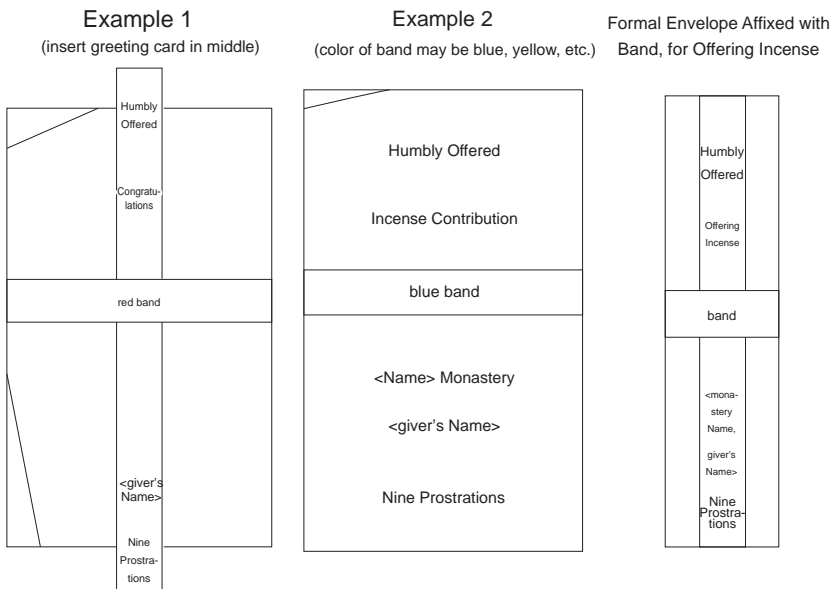 Example 1
(insert greeting card in middle)
Humbly
Offered
Congratu-
lations
red band
<giver's
Name>
Nine
Prostra-
tions
Example 2
(color of band may be blue, yellow, etc.)
Humbly Offered
Incense Contribution
blue band
<Name> Monastery
<giver's Name>
Nine Prostrations
Formal Envelope Affixed with
Band, for Offering Incense
Humbly
Offered
Offering
Incense
band
<mona-
stery
Name,
giver's
Name>
Nine
Prostra-
tions